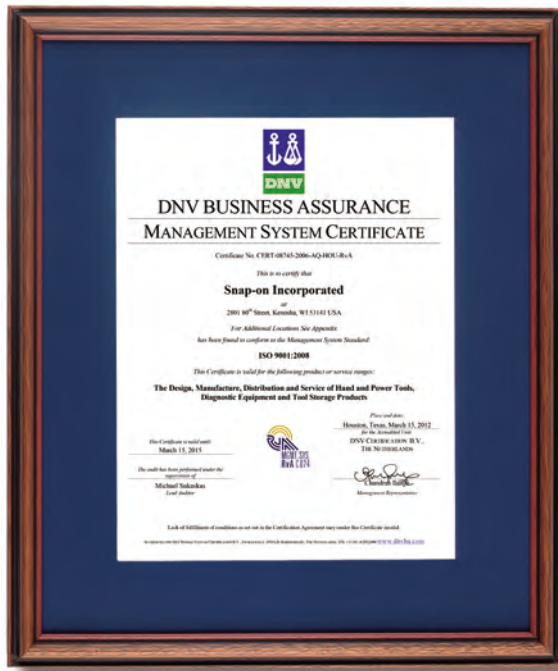 DNV
DNV BUSINESS ASSURANCE
MANAGEMENT SYSTEM CERTIFICATE
Certificate No. CERT-08745-2006-AQ-HOU-RvA
This is to certify that
Snap-on Incorporated
at
2801 80th Street, Kenosha, WI 53141 USA
For Additional Locations See Appendix
has been found to conform to the Management System Standard:
ISO 9001:2008
This Certificate is valid for the following product or service ranges:
The Design, Manufacture, Distribution and Service of Hand and Power Tools,
Diagnostic Equipment and Tool Storage Products
Place and date:
Houston, Texas, March 15, 2012
for the Accredited Unit
DNV CERTIFICATION B.V.,
THE NETHERLANDS
This Certificate is valid until:
March 15, 2015
The audit has been performed under the
supervision of
Michael
Lead Auditor
MGMT. SYS.
RvA C024
Management Representative
Lack of fulfillment of conditions as set out in the Certification Agreement may render this Certificate invalid.
www.dnvba.com